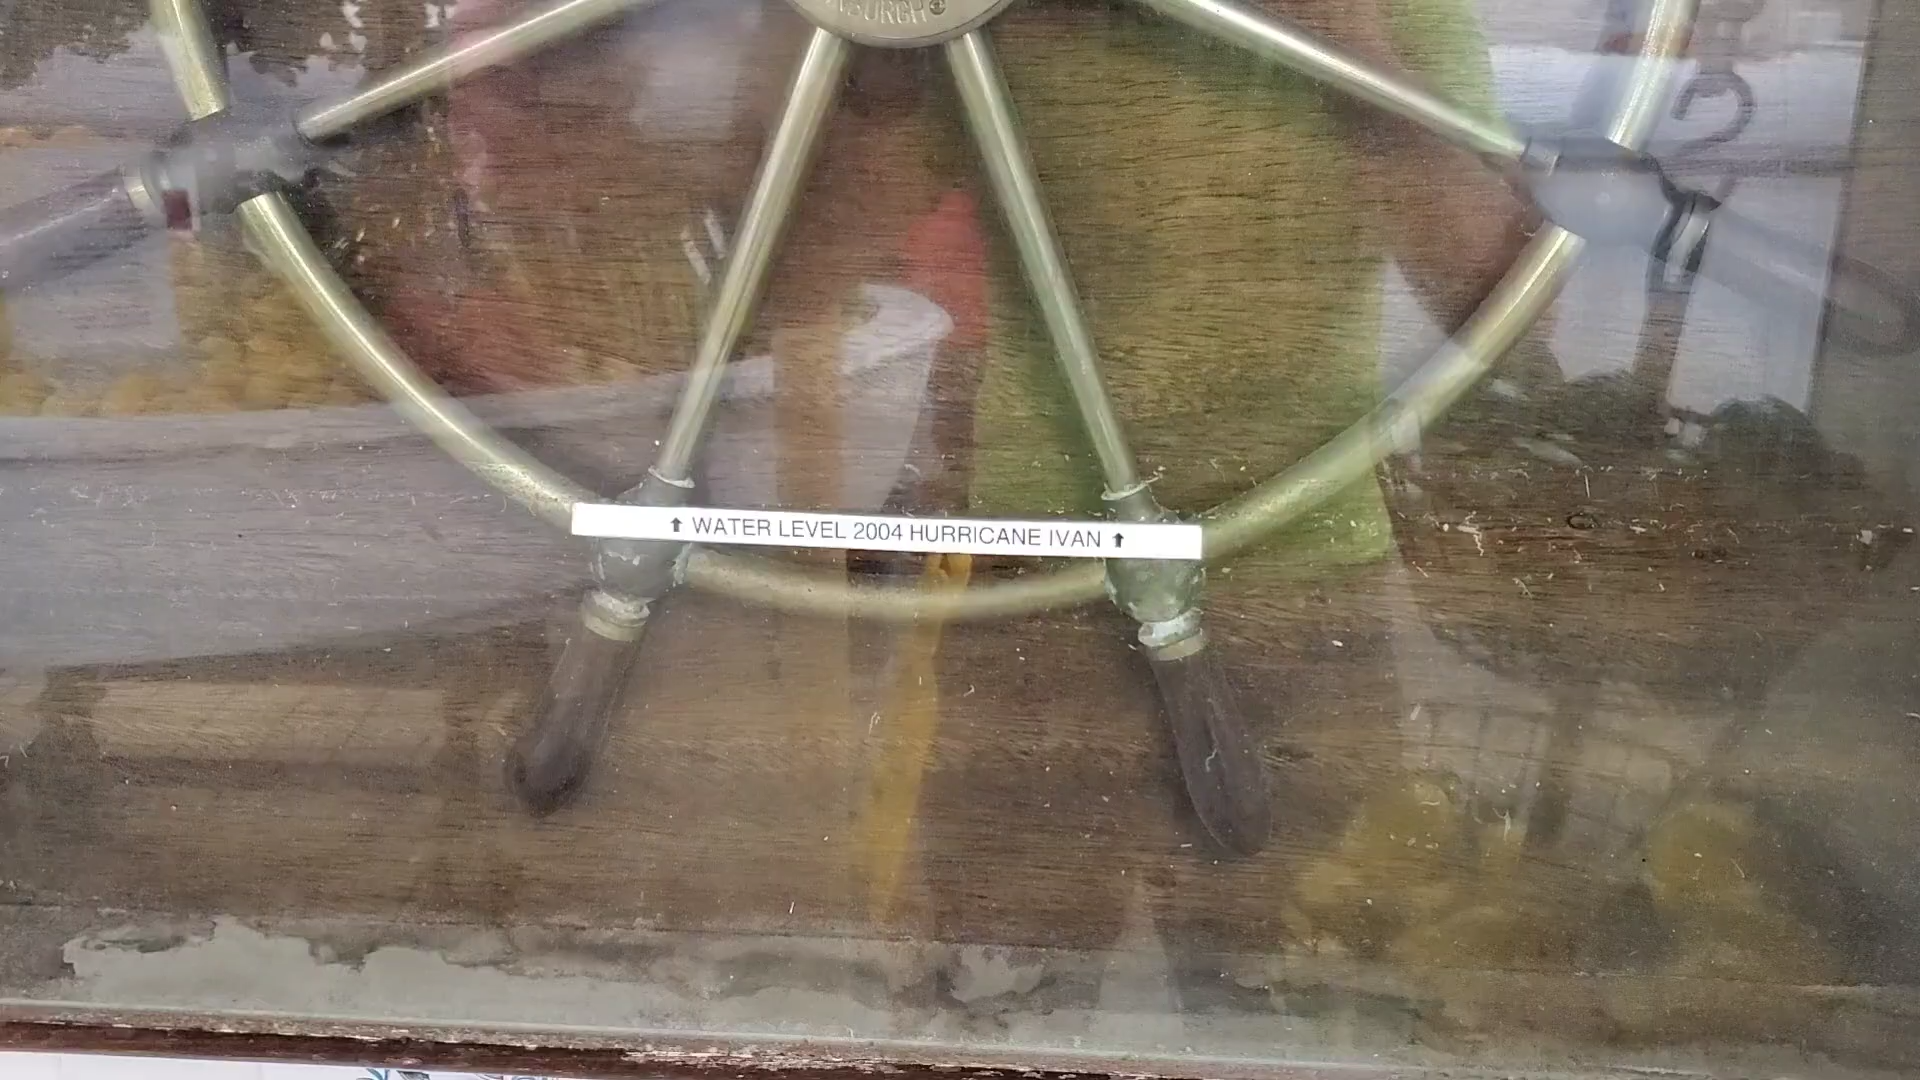 ↑ WATER LEVEL 2004 HURRICANE IVAN ↑